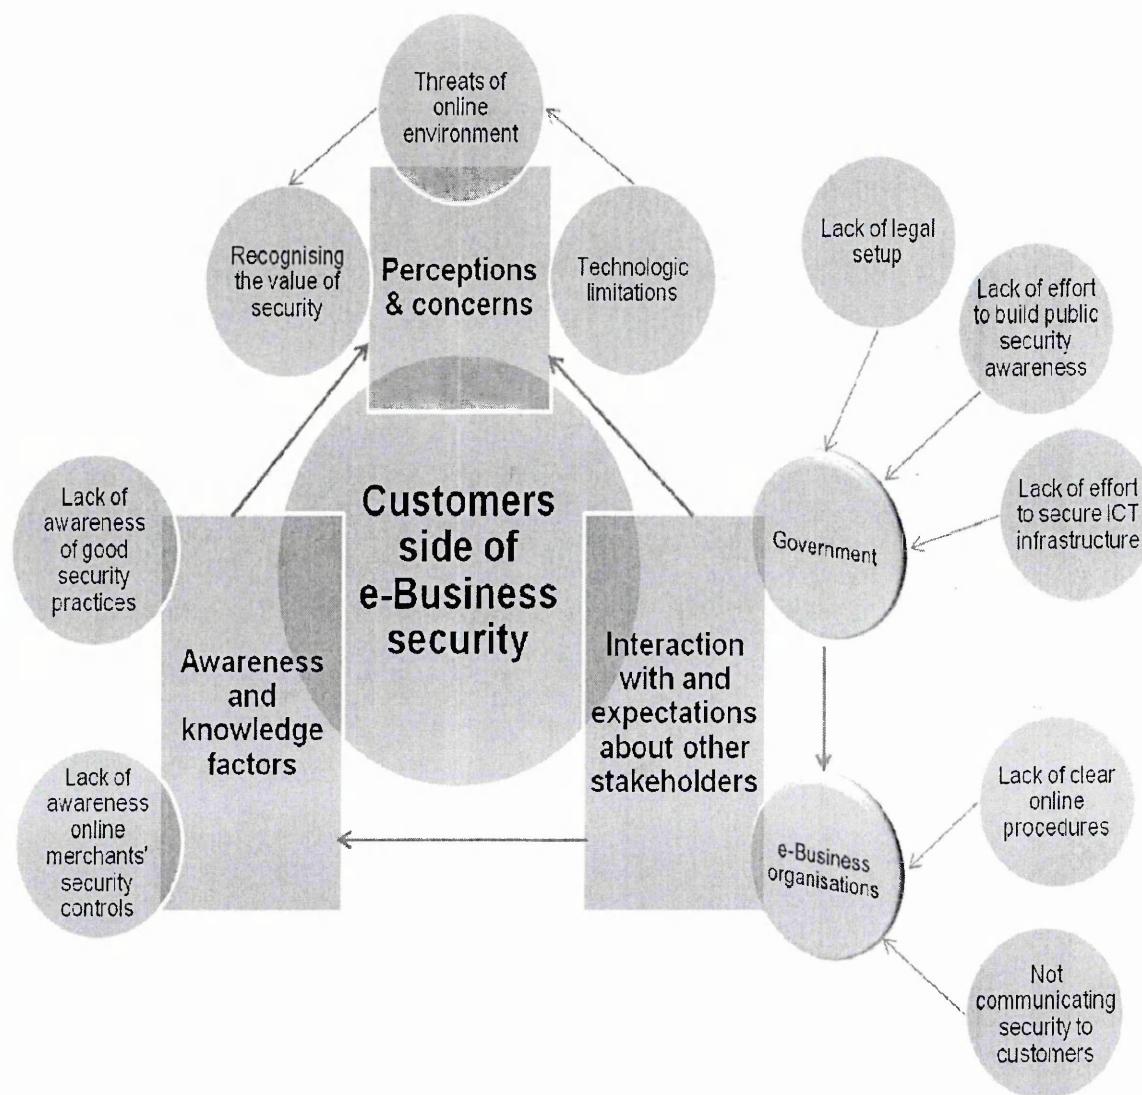 Threats of
online
environment
Recognising
the value of
security
Perceptions
& concerns
Technologic
limitations
Lack of legal
setup
Lack of effort
to build public
security
awareness
Lack of effort
to secure ICT
infrastructure
Government
Customers
side of
e-Business
security
Lack of
awareness
of good
security
practices
Awareness
and
knowledge
factors
Interaction
with and
expectations
about other
stakeholders
Lack of
awareness
online
merchants'
security
controls
e-Business
organisations
Lack of clear
online
procedures
Not
communicating
security to
customers